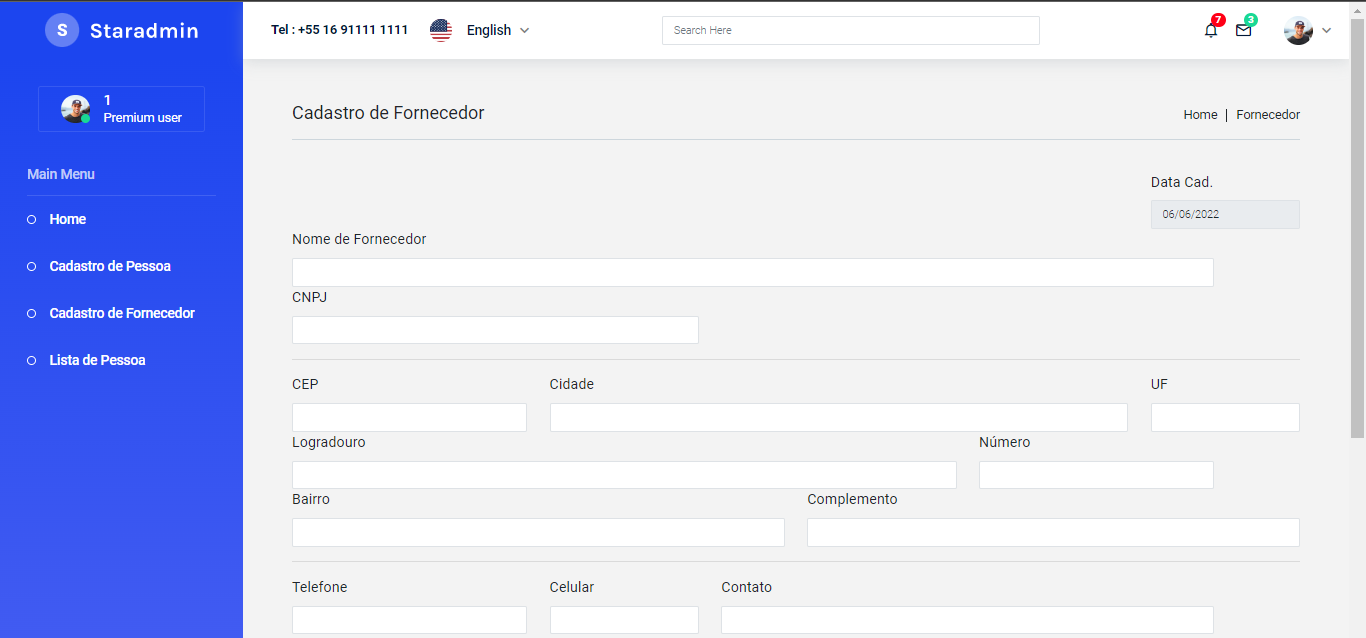 S Staradmin
Tel : +55 16 91111 1111 English Search Here 7 3
1
Premium user
Main Menu
Home
Cadastro de Pessoa
Cadastro de Fornecedor
Lista de Pessoa
Cadastro de Fornecedor
Home | Fornecedor
Data Cad.
06/06/2022
Nome de Fornecedor
CNPJ
CEP Cidade UF
Logradouro Número
Bairro Complemento
Telefone Celular Contato